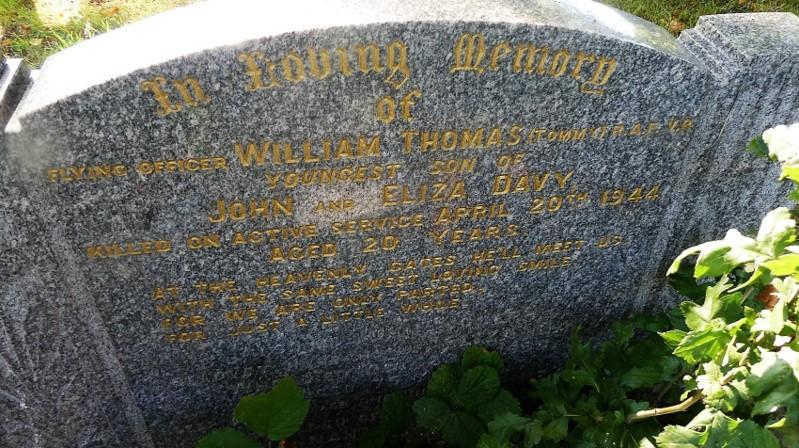 In Loving Memory
of
FLYING OFFICER WILLIAM THOMAS (TOMMY) R.A.F. V.R.
YOUNGEST SON OF
JOHN AND ELIZA DAVY
KILLED ON ACTIVE SERVICE APRIL 20TH 1944
AGED 20 YEARS
AT THE HEAVENLY GATES HE'LL MEET US
WITH THE SAME SWEET LOVING SMILE
FOR WE ARE ONLY PARTED,
FOR JUST A LITTLE WHILE